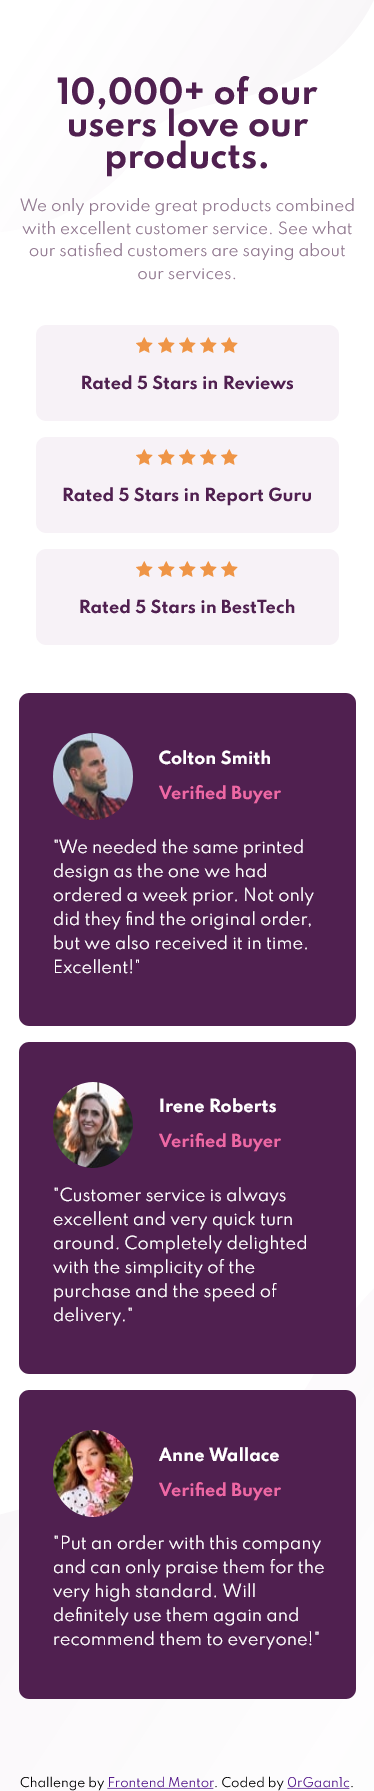 10,000+ of our
users love our
products.
We only provide great products combined
with excellent customer service. See what
our satisfied customers are saying about
our services.
Rated 5 Stars in Reviews
Rated 5 Stars in Report Guru
Rated 5 Stars in BestTech
Colton Smith
Verified Buyer
"We needed the same printed
design as the one we had
ordered a week prior. Not only
did they find the original order,
but we also received it in time.
Excellent!"
Irene Roberts
Verified Buyer
"Customer service is always
excellent and very quick turn
around. Completely delighted
with the simplicity of the
purchase and the speed of
delivery."
Anne Wallace
Verified Buyer
"Put an order with this company
and can only praise them for the
very high standard. Will
definitely use them again and
recommend them to everyone!"
Challenge by Frontend Mentor. Coded by 0rGaan1c.